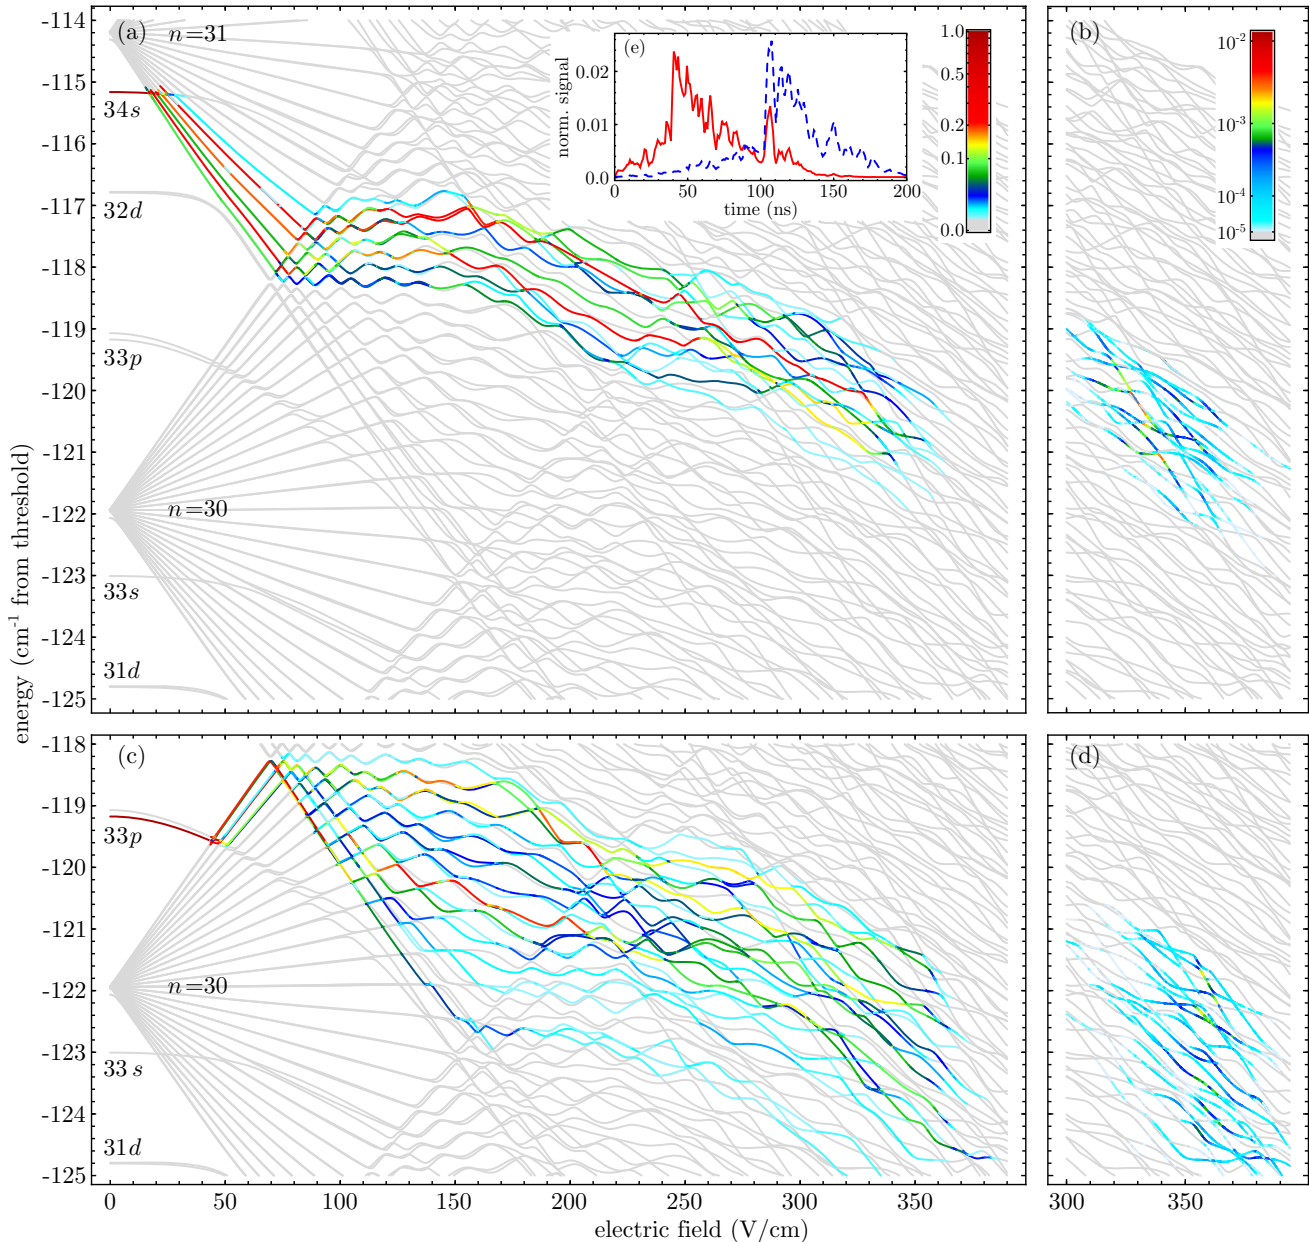 (a)
n=31
34s
32d
33p
n=30
33s
31d
-114
-115
-116
-117
-118
-119
-120
-121
-122
-123
-124
-125
energy (cm-1 from threshold)
(e)
norm. signal
0.02
0.01
0.0
0
50
100
150
200
time (ns)
1.0
0.5
0.2
0.1
0.0
(b)
10-2
10-3
10-4
10-5
(c)
33p
n=30
33 s
31d
-118
-119
-120
-121
-122
-123
-124
-125
0
50
100
150
200
250
300
350
electric field (V/cm)
(d)
300
350